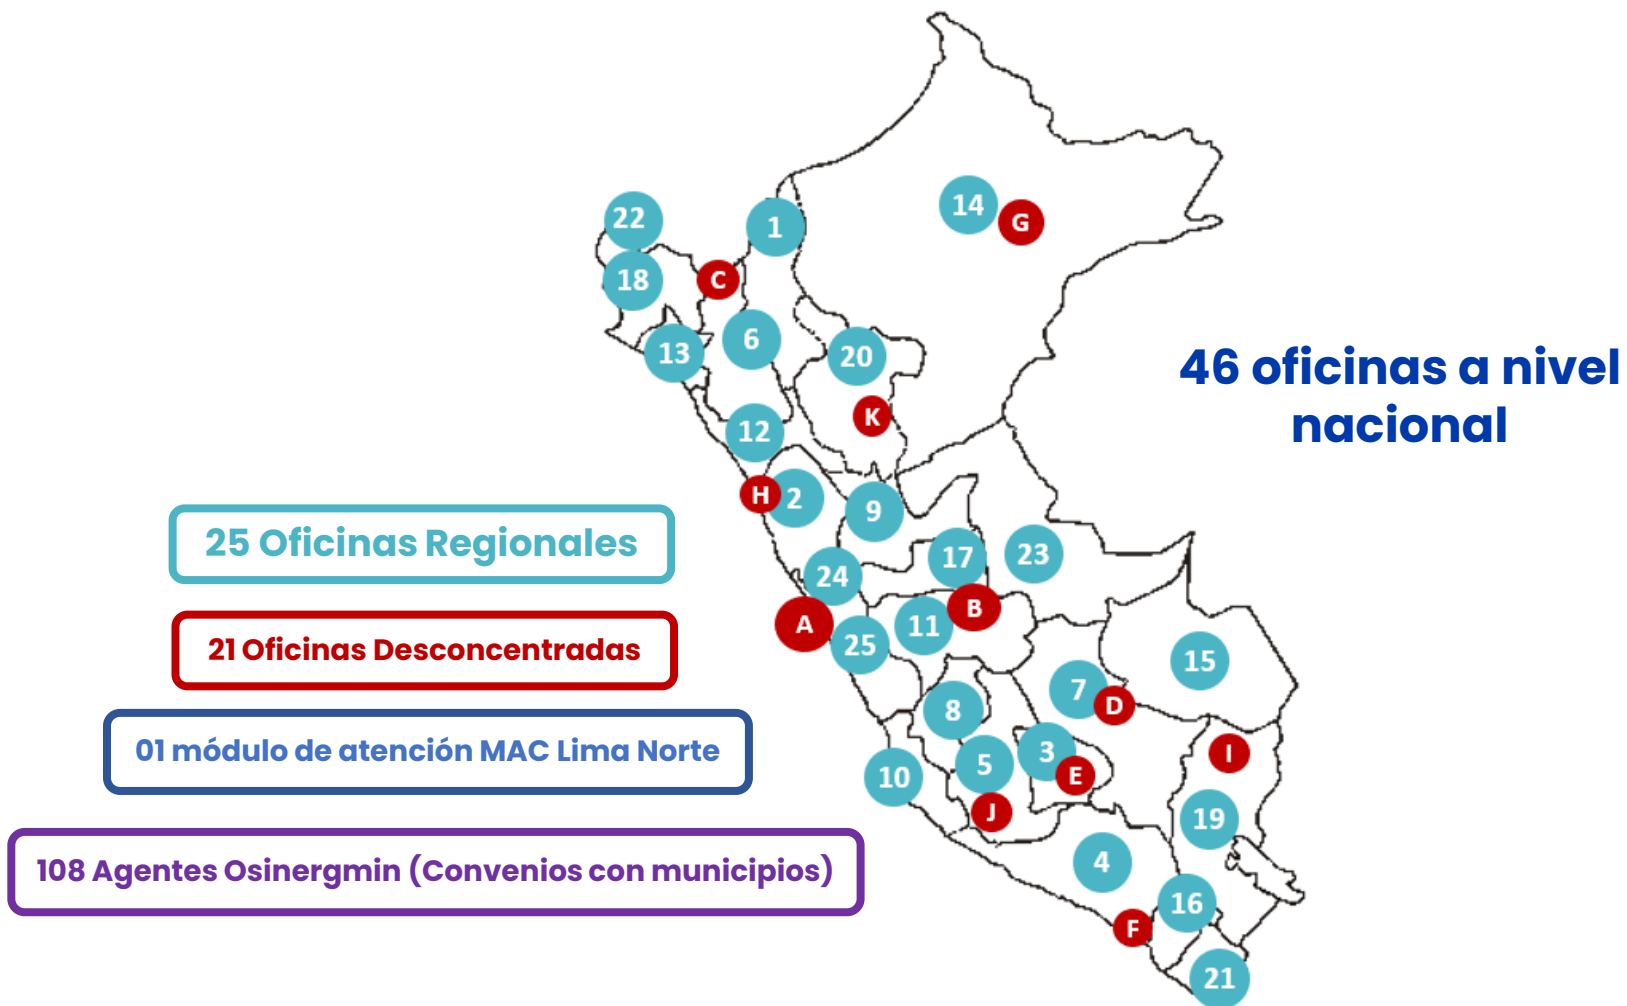 22
1
14
G
18
C
13
6
20
46 oficinas a nivel
nacional
K
12
H
2
9
25 Oficinas Regionales
17
23
24
A
B
11
25
21 Oficinas Desconcentradas
15
7
D
8
01 módulo de atención MAC Lima Norte
3
I
5
E
10
J
19
108 Agentes Osinergmin (Convenios con municipios)
4
16
F
21